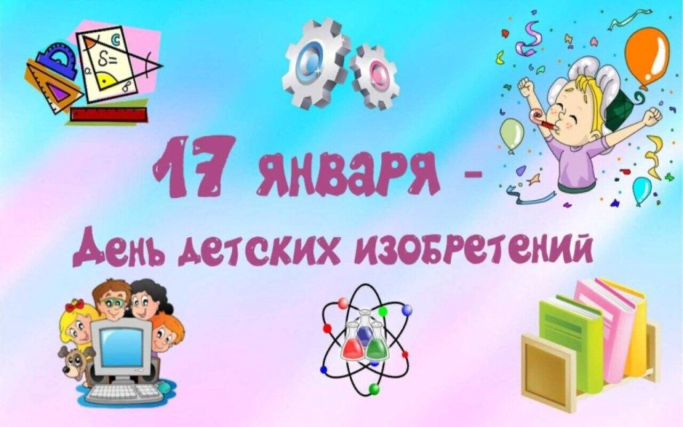 S=
17 января -
День детских изобретений